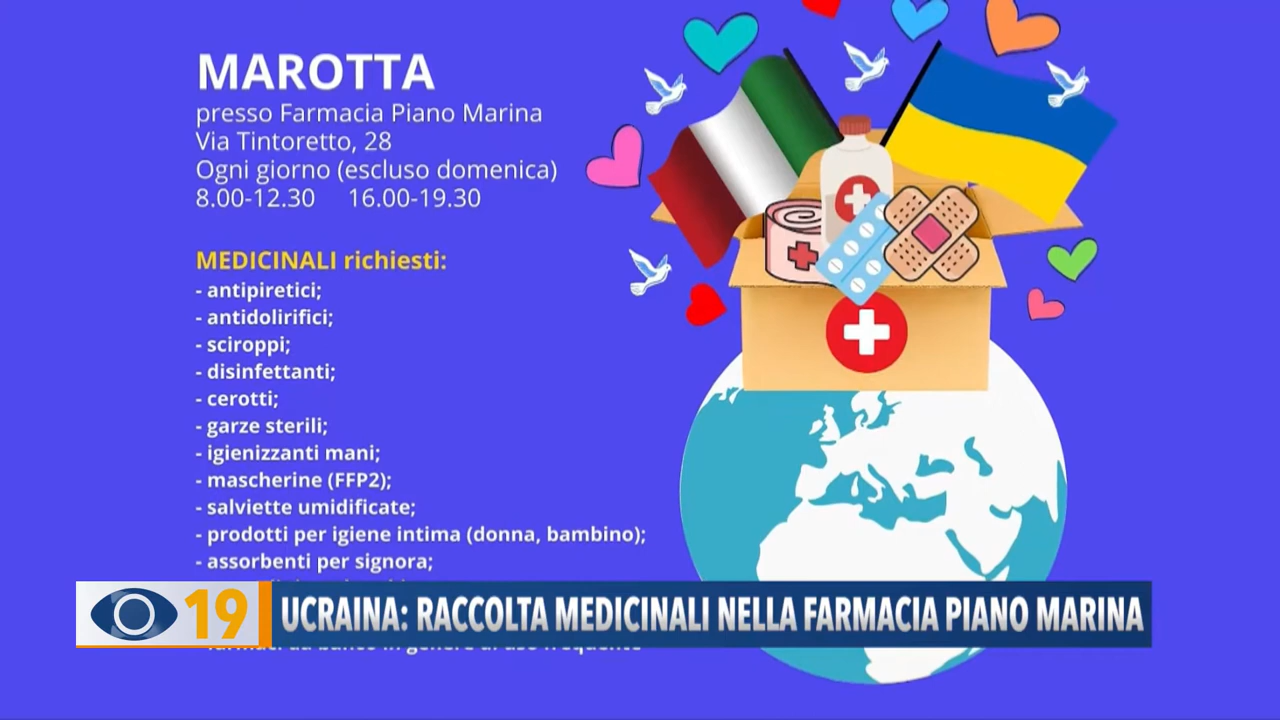 MAROTTA
presso Farmacia Piano Marina
Via Tintoretto, 28
Ogni giorno (escluso domenica)
8.00-12.30 16.00-19.30
MEDICINALI richiesti:
- antipiretici;
- antidolirifici;
- sciroppi;
- disinfettanti;
- cerotti;
- garze sterili;
- igienizzanti mani;
- mascherine (FFP2);
- salviette umidificate;
- prodotti per igiene intima (donna, bambino);
- assorbenti per signora;
19 UCRAINA: RACCOLTA MEDICINALI NELLA FARMACIA PIANO MARINA